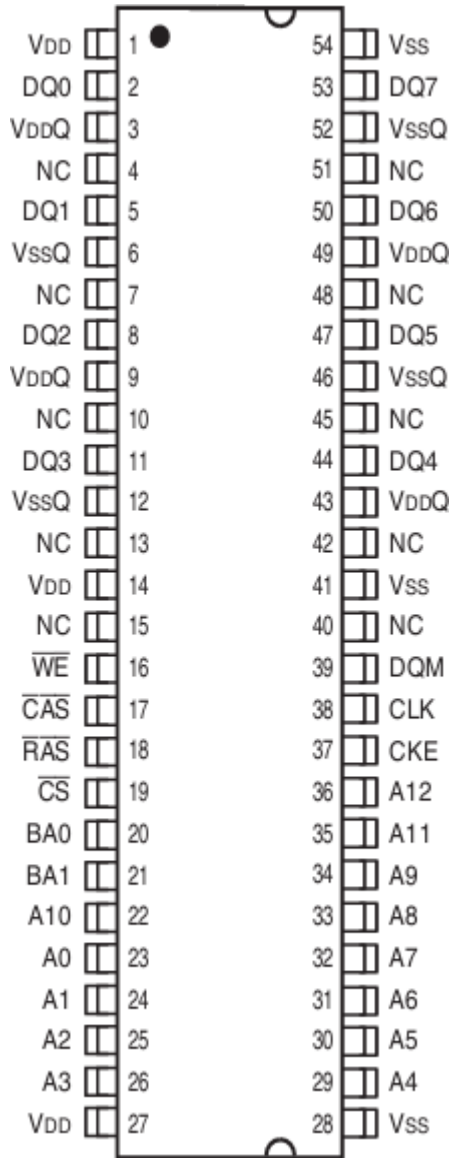 VDD 1 54 VSS
DQ0 2 53 DQ7
VDDQ 3 52 VSSQ
NC 4 51 NC
DQ1 5 50 DQ6
VSSQ 6 49 VDDQ
NC 7 48 NC
DQ2 8 47 DQ5
VDDQ 9 46 VSSQ
NC 10 45 NC
DQ3 11 44 DQ4
VSSQ 12 43 VDDQ
NC 13 42 NC
VDD 14 41 VSS
NC 15 40 NC
W̅E̅ 16 39 DQM
C̅A̅S̅ 17 38 CLK
R̅A̅S̅ 18 37 CKE
C̅S̅ 19 36 A12
BA0 20 35 A11
BA1 21 34 A9
A10 22 33 A8
A0 23 32 A7
A1 24 31 A6
A2 25 30 A5
A3 26 29 A4
VDD 27 28 VSS